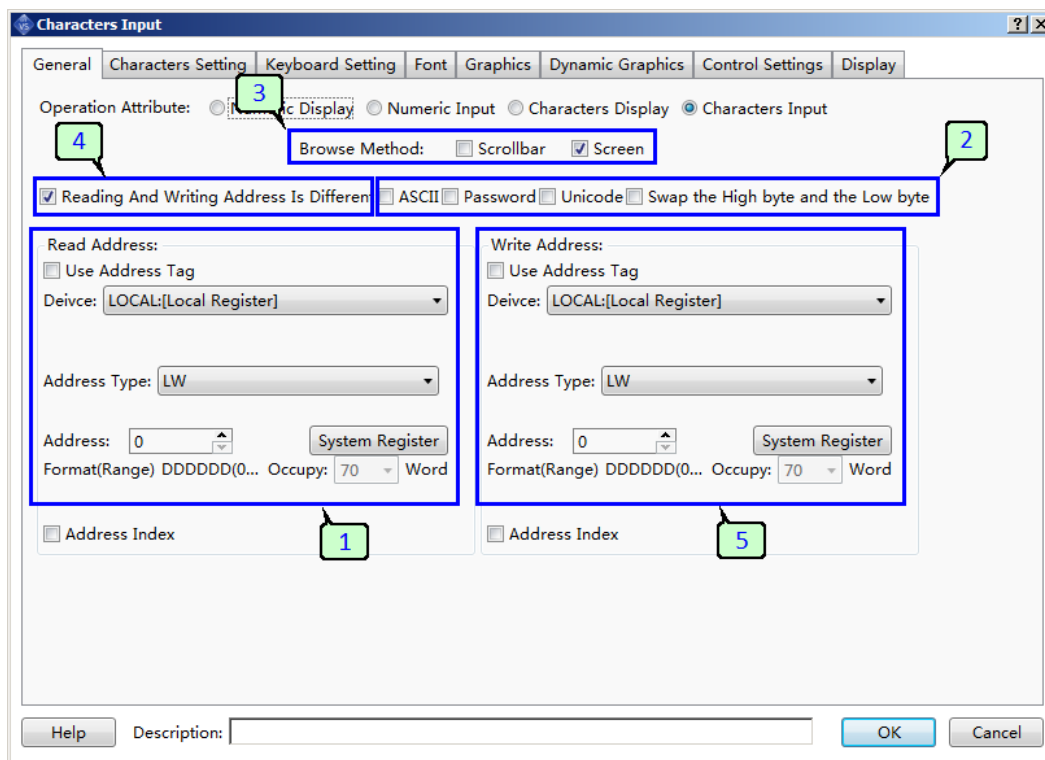 Characters Input
General Characters Setting Keyboard Setting Font Graphics Dynamic Graphics Control Settings Display
3
Operation Attribute: Display Numeric Input Characters Display Characters Input
4
2
Browse Method: Scrollbar Screen
Reading And Writing Address Is Differen ASCII Password Unicode Swap the High byte and the Low byte
Read Address: Write Address:
Use Address Tag Use Address Tag
Deivce: LOCAL:[Local Register] Deivce: LOCAL:[Local Register]
Address Type: LW Address Type: LW
Address: 0 System Register Address: 0 System Register
Format(Range) DDDDDD(0... Occupy: 70 Word Format(Range) DDDDDD(0... Occupy: 70 Word
Address Index Address Index
1
5
Help Description: OK Cancel